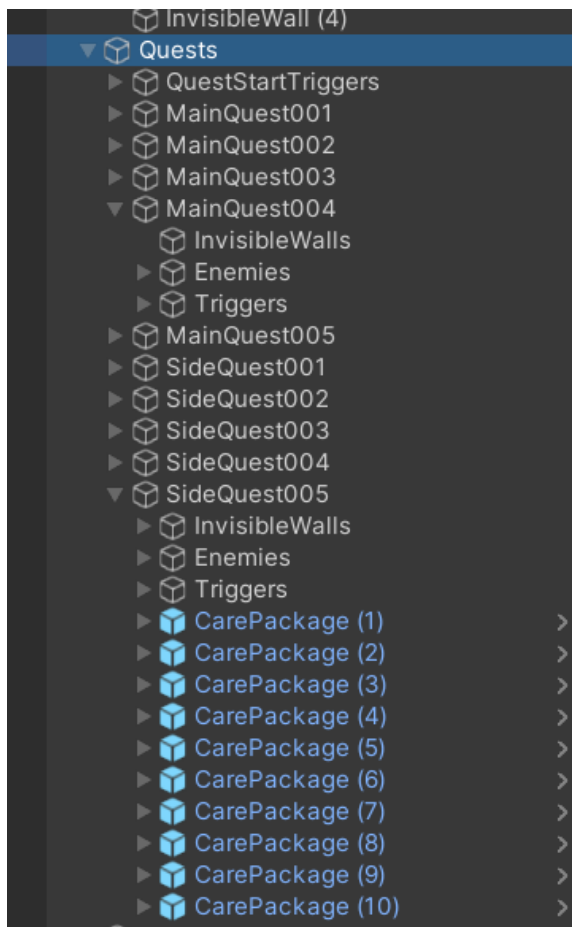 InvisibleWall (4)
Quests
QuestStartTriggers
MainQuest001
MainQuest002
MainQuest003
MainQuest004
InvisibleWalls
Enemies
Triggers
MainQuest005
SideQuest001
SideQuest002
SideQuest003
SideQuest004
SideQuest005
InvisibleWalls
Enemies
Triggers
CarePackage (1)
CarePackage (2)
CarePackage (3)
CarePackage (4)
CarePackage (5)
CarePackage (6)
CarePackage (7)
CarePackage (8)
CarePackage (9)
CarePackage (10)